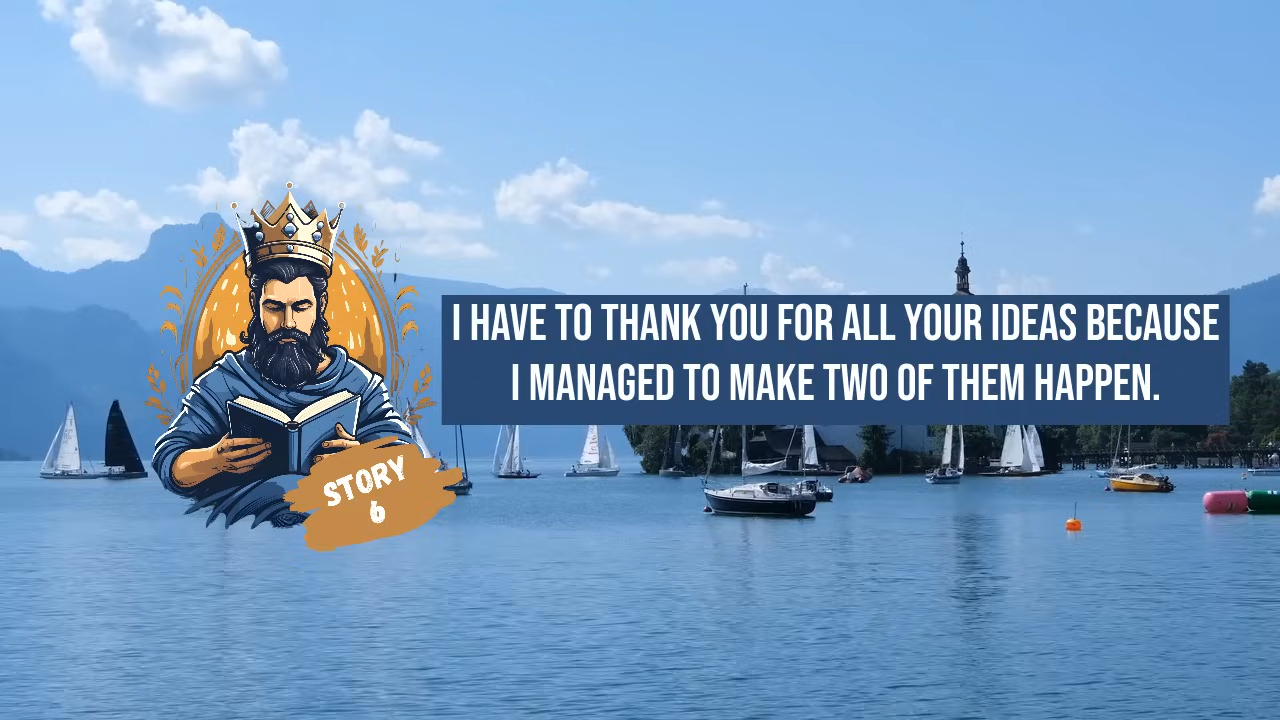 I HAVE TO THANK YOU FOR ALL YOUR IDEAS BECAUSE
I MANAGED TO MAKE TWO OF THEM HAPPEN.
STORY
6